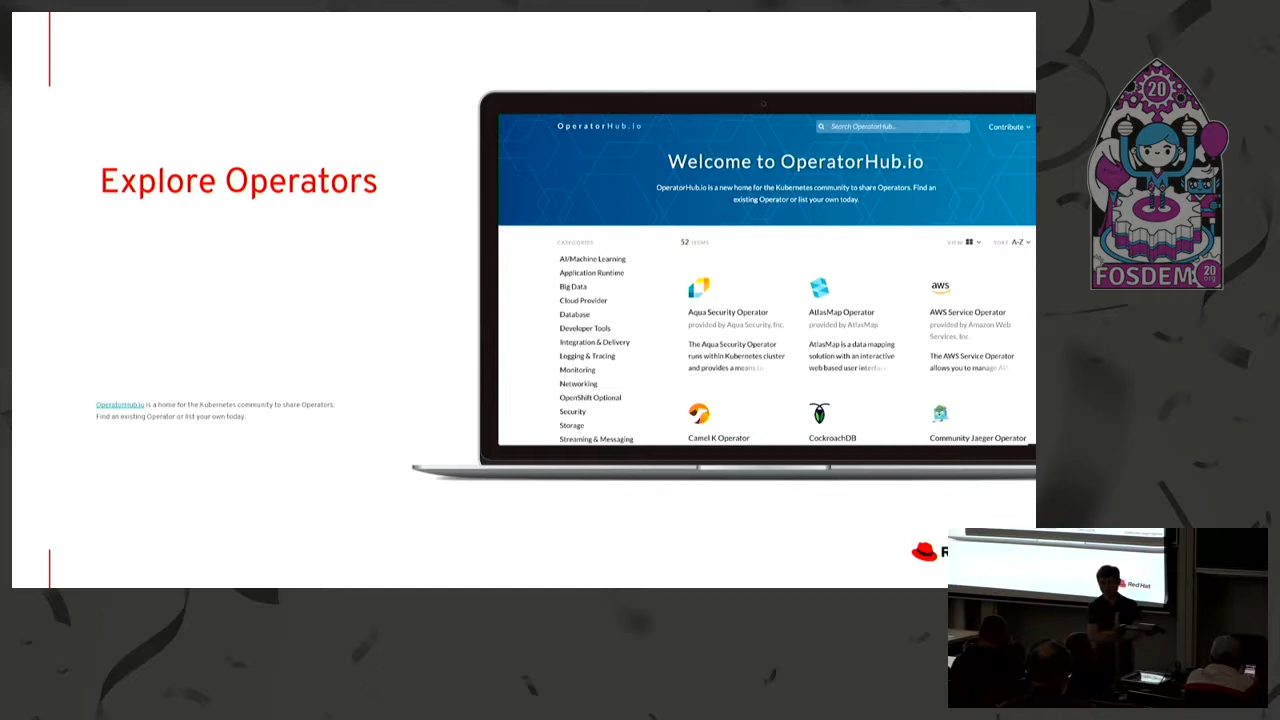 Explore Operators
OperatorHub.io is a home for the Kubernetes community to share Operators.
Find an existing Operator or list your own today.
OperatorHub.io
Search OperatorHub...
Contribute
Welcome to OperatorHub.io
OperatorHub.io is a new home for the Kubernetes community to share Operators. Find an
existing Operator or list your own today.
CATEGORIES
AI/Machine Learning
Application Runtime
Big Data
Cloud Provider
Database
Developer Tools
Integration & Delivery
Logging & Tracing
Monitoring
Networking
OpenShift Optional
Security
Storage
Streaming & Messaging
52 ITEMS
VIEW
SORT A-Z
Aqua Security Operator
provided by Aqua Security, Inc.
The Aqua Security Operator
runs within Kubernetes cluster
and provides a means to
AtlasMap Operator
provided by AtlasMap
AtlasMap is a data mapping
solution with an interactive
web based user interface
aws
AWS Service Operator
provided by Amazon Web
Services, Inc.
The AWS Service Operator
allows you to manage
Camel K Operator
CockroachDB
Community Jaeger Operator
R
20
FOSDEM
20
.org
Red Hat